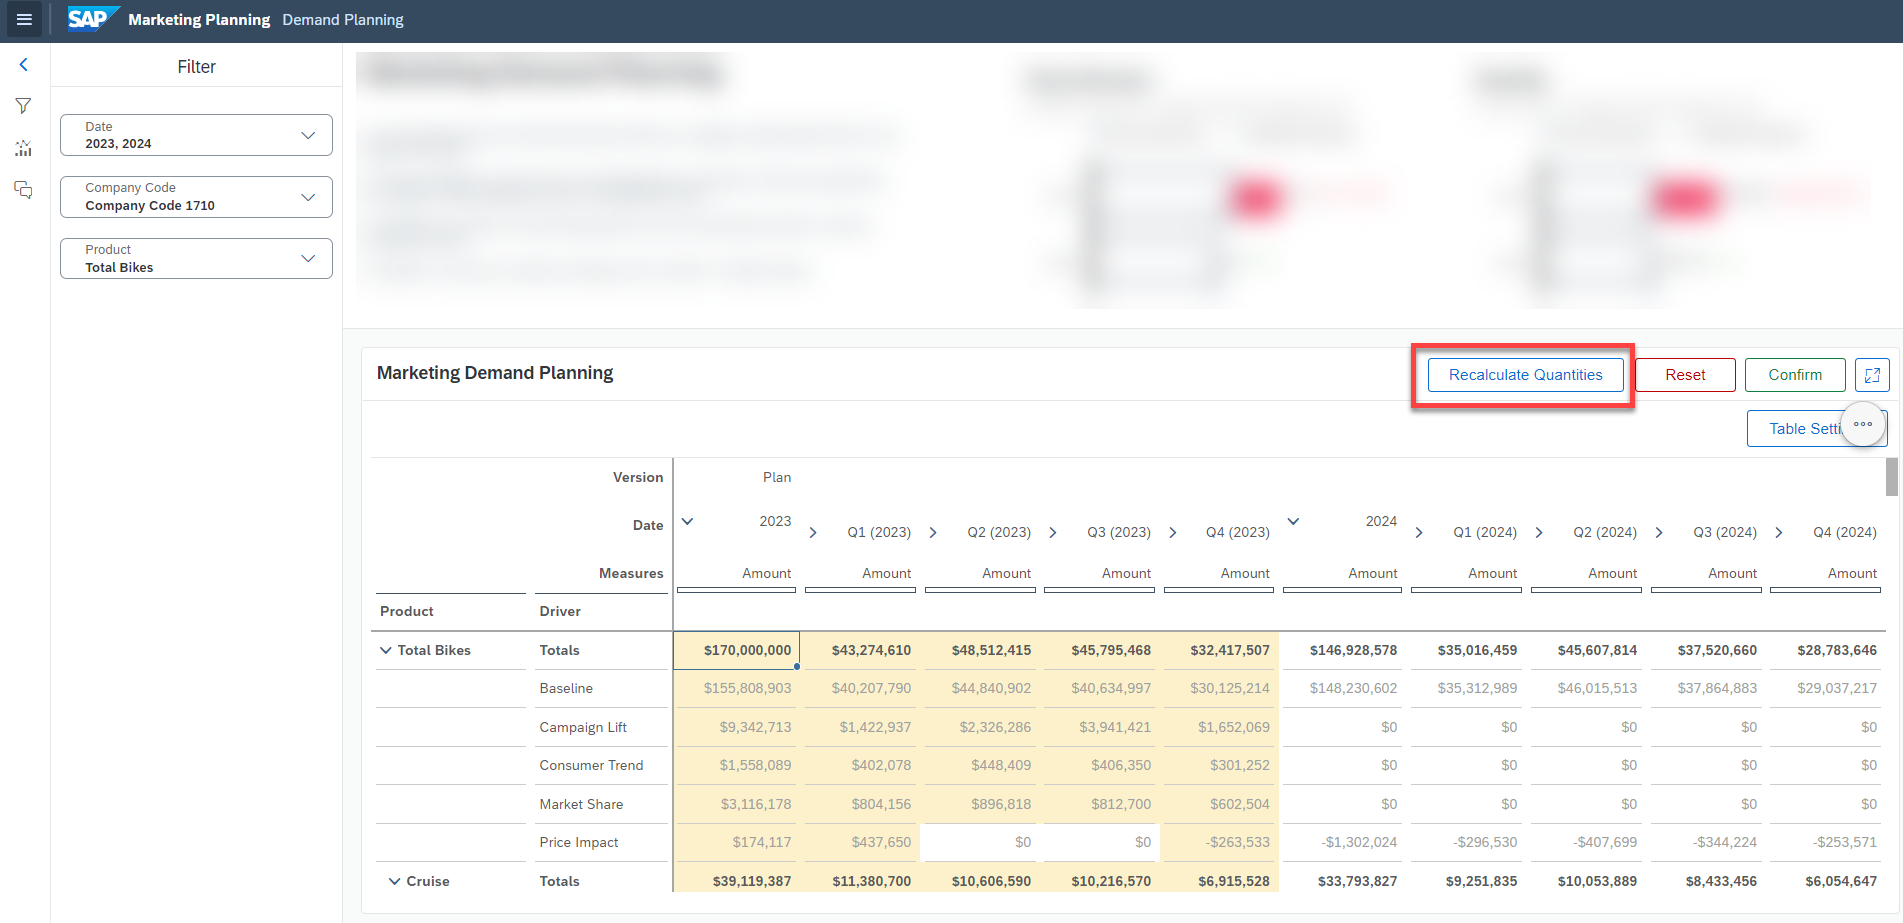 SAP Marketing Planning Demand Planning
Filter
Date
2023, 2024
Company Code
Company Code 1710
Product
Total Bikes
Marketing Demand Planning
Recalculate Quantities Reset Confirm
Table Setti
Version Plan
Date 2023 Q1 (2023) Q2 (2023) Q3 (2023) Q4 (2023) 2024 Q1 (2024) Q2 (2024) Q3 (2024) Q4 (2024)
Measures Amount Amount Amount Amount Amount Amount Amount Amount Amount Amount
Product Driver
Total Bikes Totals $170,000,000 $43,274,610 $48,512,415 $45,795,468 $32,417,507 $146,928,578 $35,016,459 $45,607,814 $37,520,660 $28,783,646
Baseline $155,808,903 $40,207,790 $44,840,902 $40,634,997 $30,125,214 $148,230,602 $35,312,989 $46,015,513 $37,864,883 $29,037,217
Campaign Lift $9,342,713 $1,422,937 $2,326,286 $3,941,421 $1,652,069 $0 $0 $0 $0 $0
Consumer Trend $1,558,089 $402,078 $448,409 $406,350 $301,252 $0 $0 $0 $0 $0
Market Share $3,116,178 $804,156 $896,818 $812,700 $602,504 $0 $0 $0 $0 $0
Price Impact $174,117 $437,650 $0 $0 -$263,533 -$1,302,024 -$296,530 -$407,699 -$344,224 -$253,571
Cruise Totals $39,119,387 $11,380,700 $10,606,590 $10,216,570 $6,915,528 $33,793,827 $9,251,835 $10,053,889 $8,433,456 $6,054,647